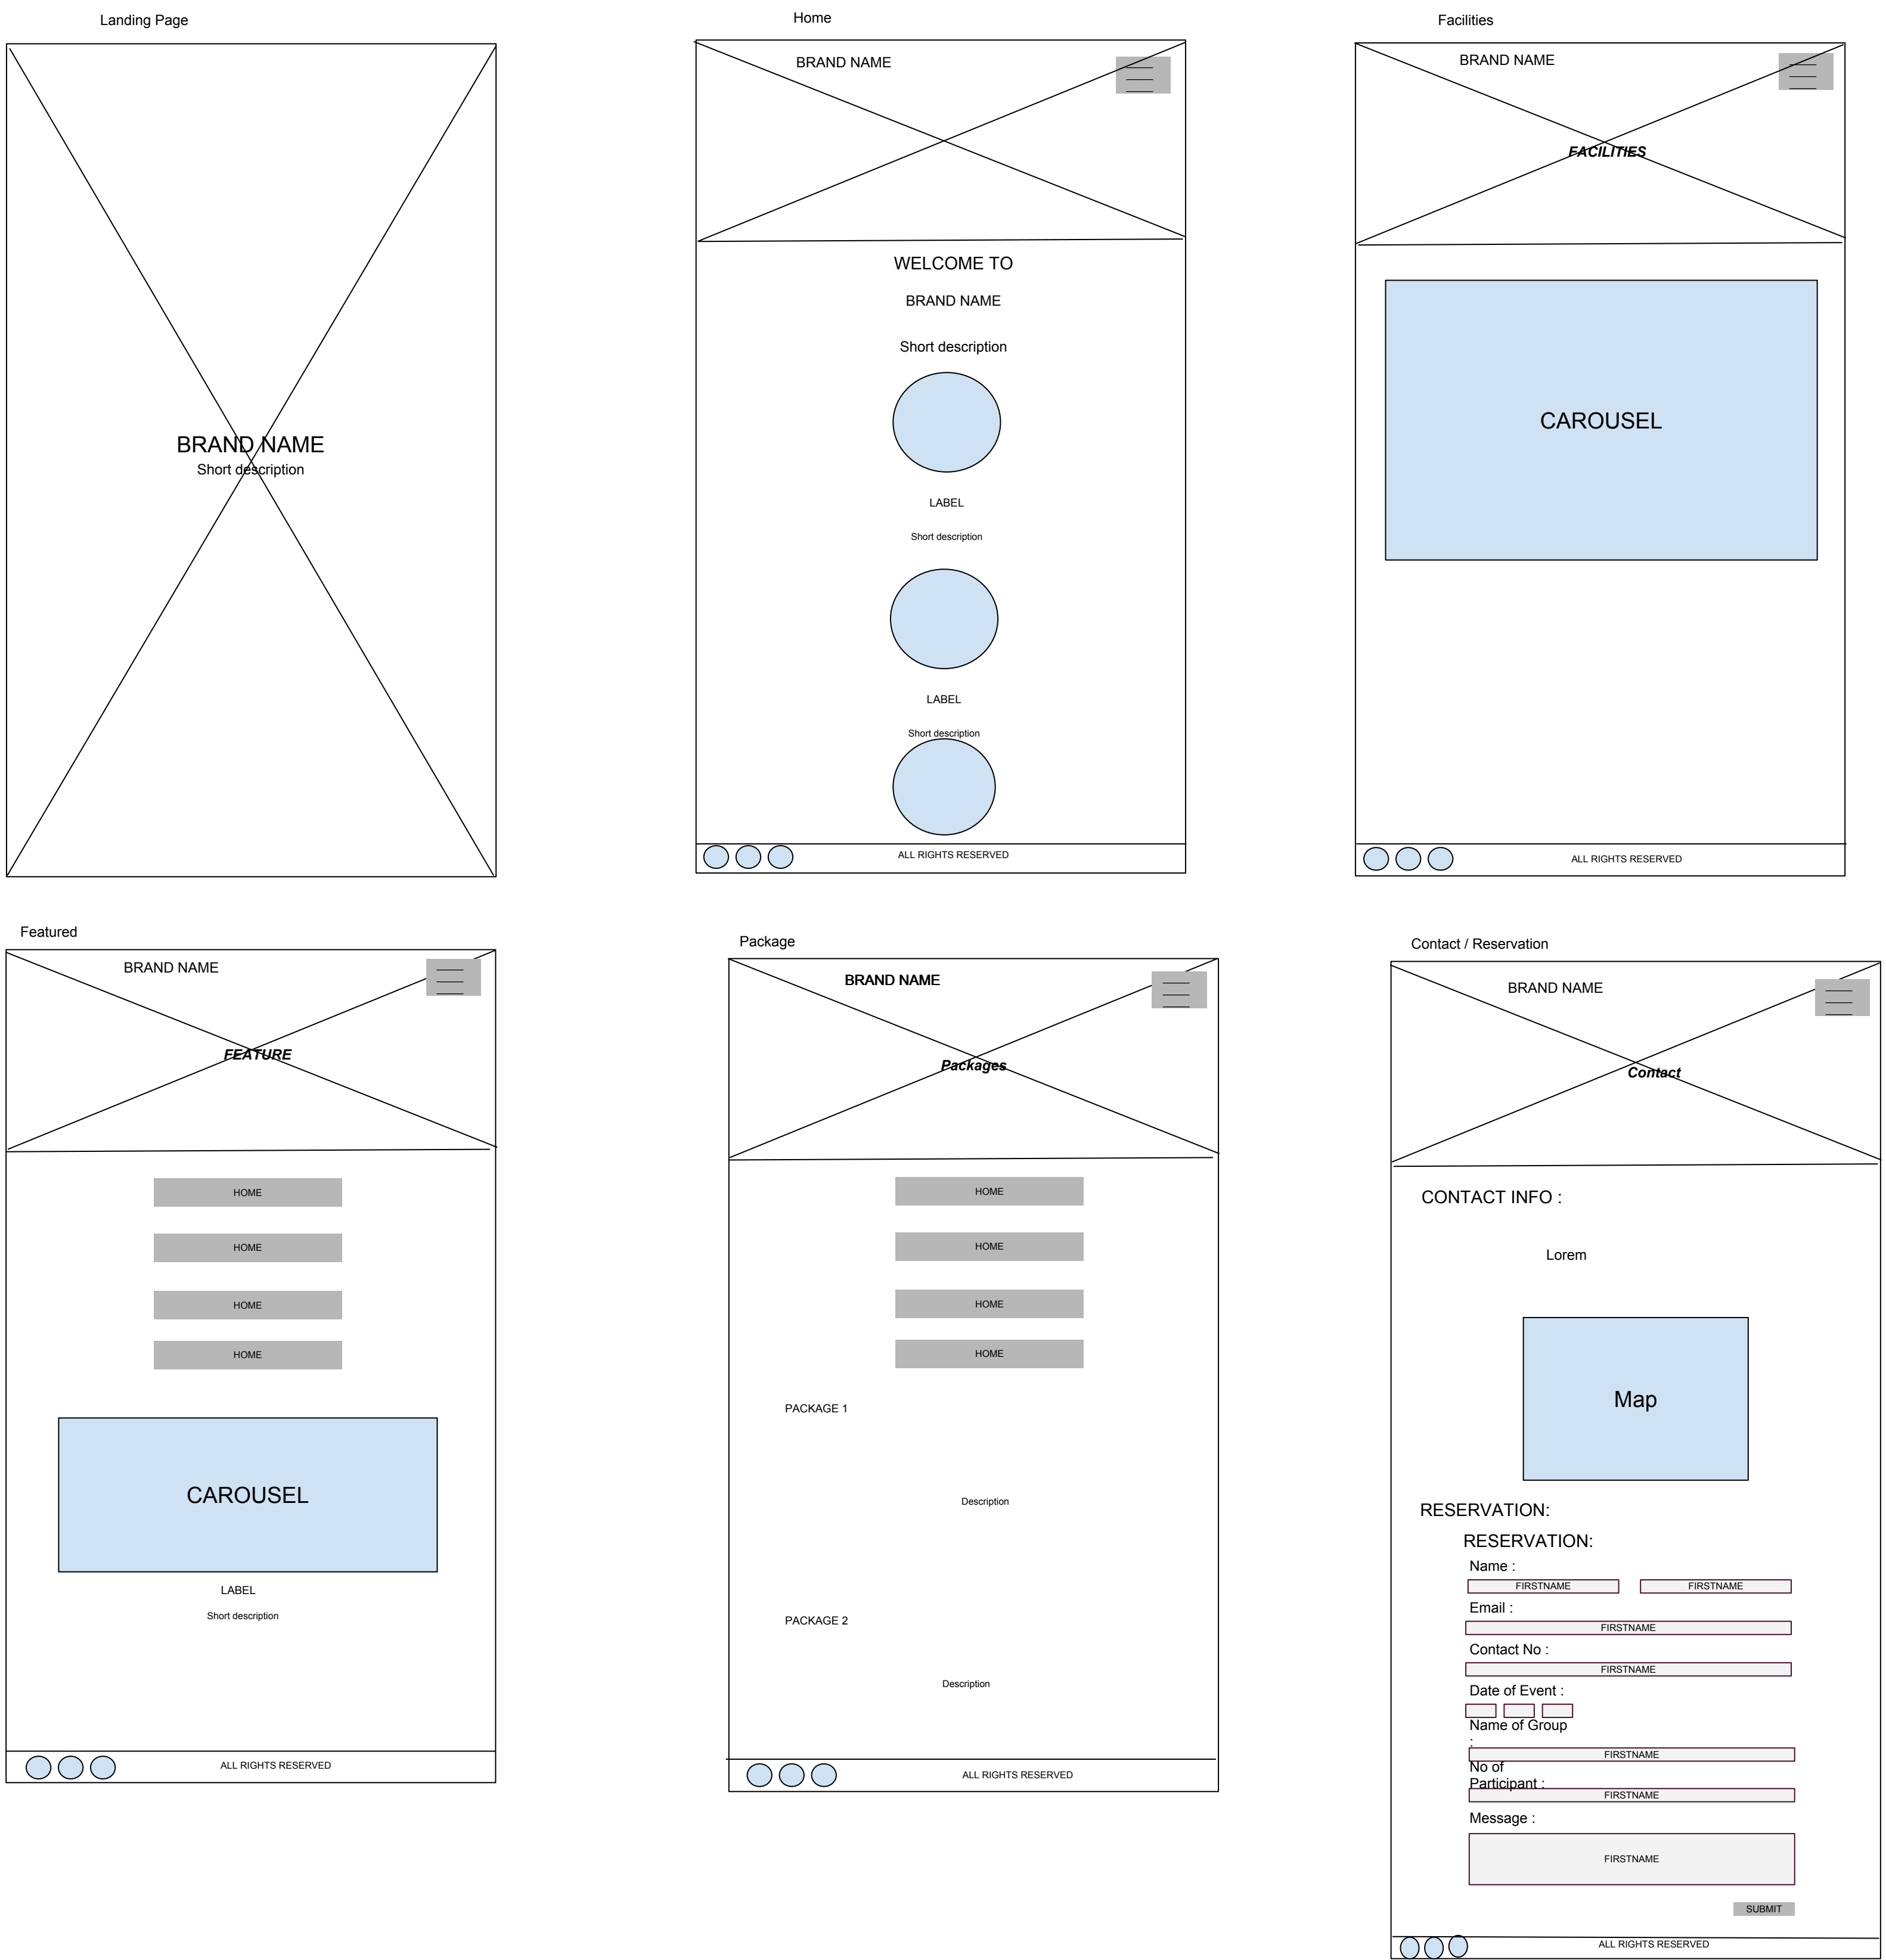 Landing Page
BRAND NAME
Short description
Home
BRAND NAME
WELCOME TO
BRAND NAME
Short description
LABEL
Short description
LABEL
Short description
ALL RIGHTS RESERVED
Facilities
BRAND NAME
FACILITIES
CAROUSEL
ALL RIGHTS RESERVED
Featured
BRAND NAME
FEATURE
HOME
HOME
HOME
HOME
CAROUSEL
LABEL
Short description
ALL RIGHTS RESERVED
Package
BRAND NAME
Packages
HOME
HOME
HOME
HOME
PACKAGE 1
Description
PACKAGE 2
Description
ALL RIGHTS RESERVED
Contact / Reservation
BRAND NAME
Contact
CONTACT INFO :
Lorem
Map
RESERVATION:
RESERVATION:
Name :
FIRSTNAME FIRSTNAME
Email :
FIRSTNAME
Contact No :
FIRSTNAME
Date of Event :
Name of Group
:
FIRSTNAME
No of
Participant :
FIRSTNAME
Message :
FIRSTNAME
SUBMIT
ALL RIGHTS RESERVED